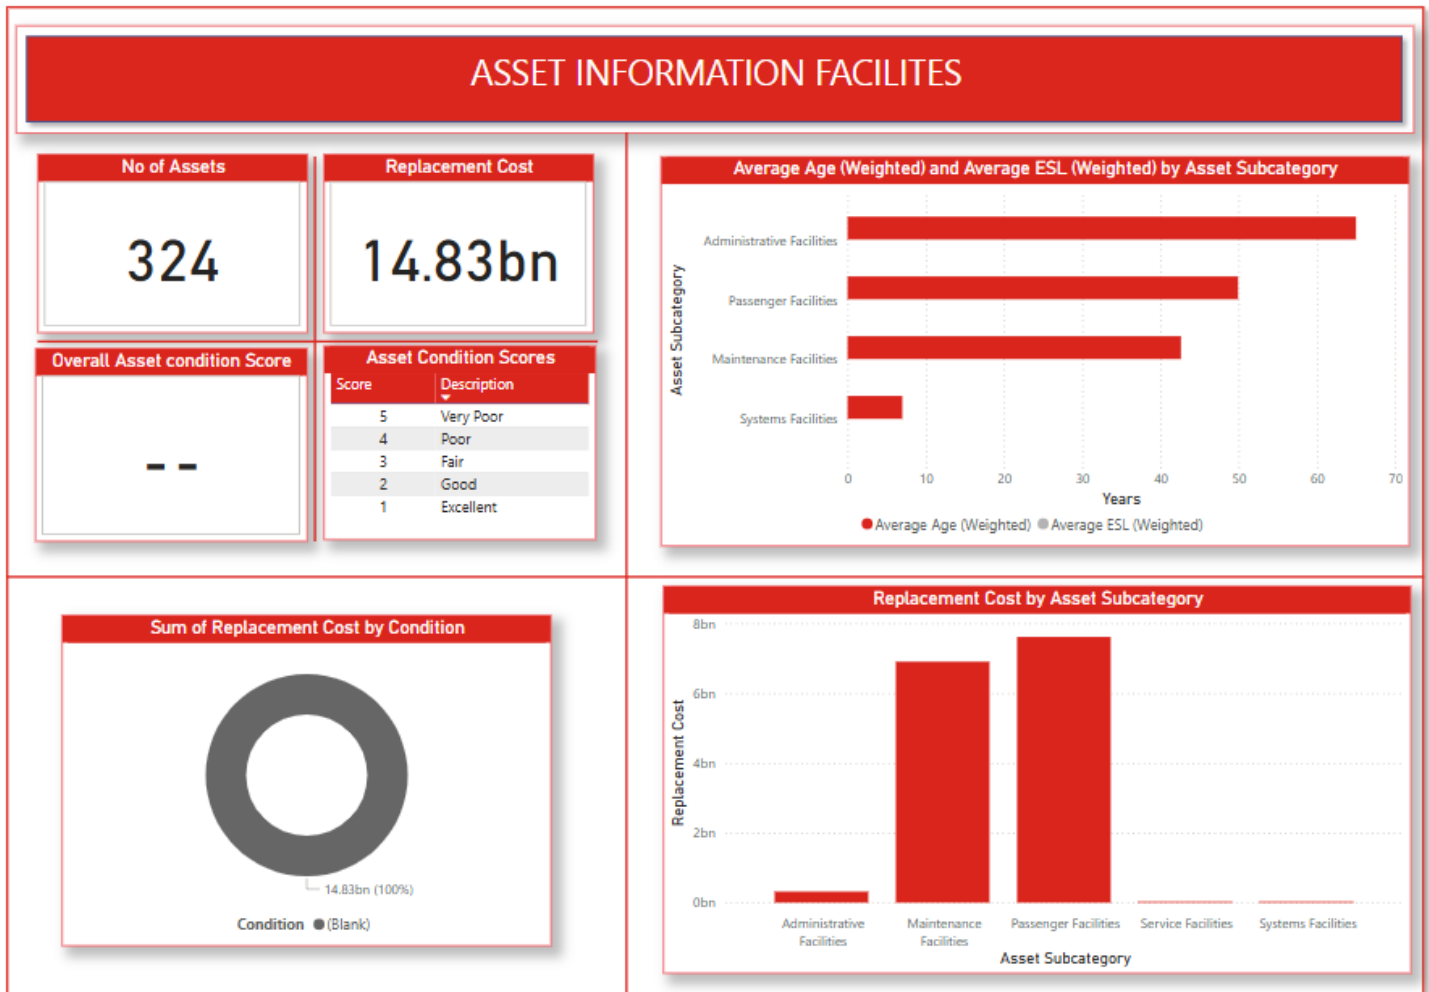 ASSET INFORMATION FACILITES
No of Assets
324
Replacement Cost
14.83bn
Overall Asset condition Score
--
Asset Condition Scores
Score Description
5 Very Poor
4 Poor
3 Fair
2 Good
1 Excellent
Average Age (Weighted) and Average ESL (Weighted) by Asset Subcategory
Asset Subcategory
Administrative Facilities
Passenger Facilities
Maintenance Facilities
Systems Facilities
0 10 20 30 40 50 60 70
Years
Average Age (Weighted) Average ESL (Weighted)
Sum of Replacement Cost by Condition
14.83bn (100%)
Condition (Blank)
Replacement Cost by Asset Subcategory
Replacement Cost
8bn
6bn
4bn
2bn
0bn
Administrative Facilities
Maintenance Facilities
Passenger Facilities
Service Facilities
Systems Facilities
Asset Subcategory